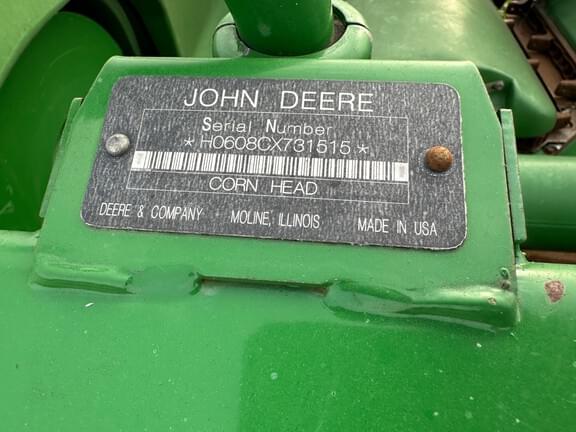 JOHN DEERE
Serial Number
*H0608CX731515*
CORN HEAD
DEERE & COMPANY MOLINE, ILLINOIS MADE IN USA